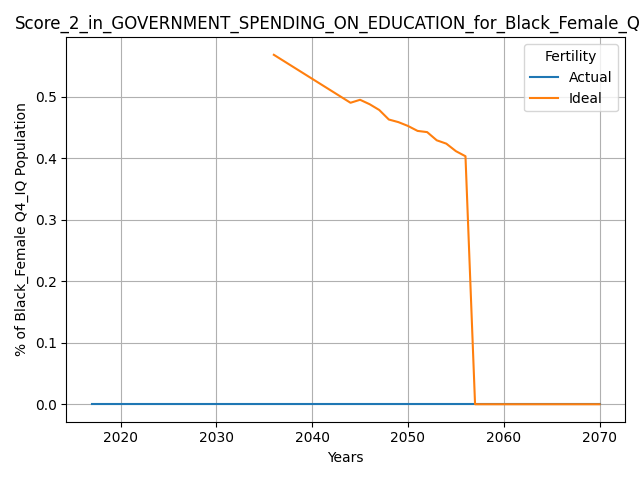 Score_2_in_GOVERNMENT_SPENDING_ON_EDUCATION_for_Black_Female_Q
Fertility
Actual
Ideal
% of Black_Female Q4_IQ Population
0.5
0.4
0.3
0.2
0.1
0.0
2020 2030 2040 2050 2060 2070
Years